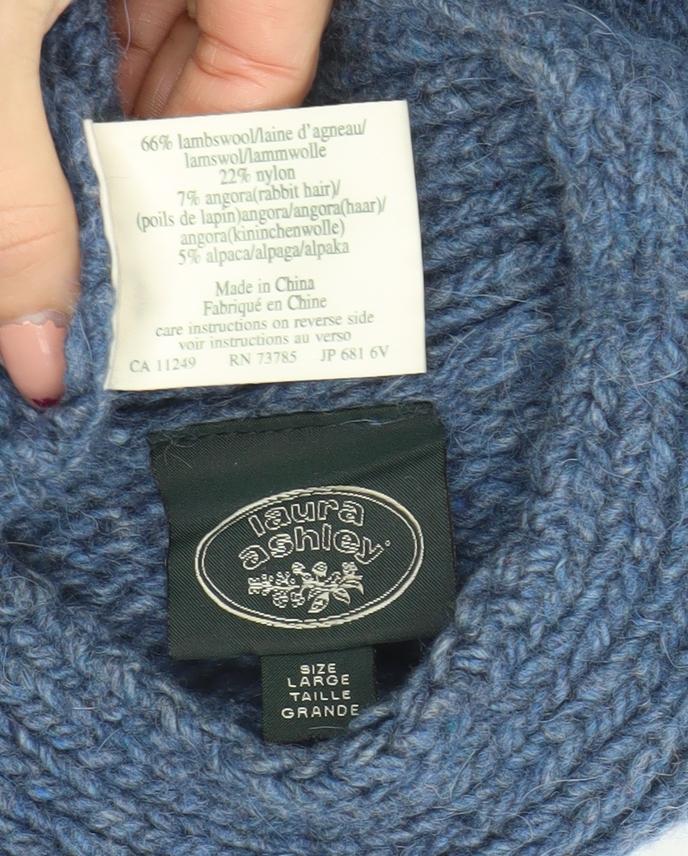 66% lambswool/laine d'agneau/
lamswol/lammwolle
22% nylon
7% angora(rabbit hair)/
(poils de lapin)angora/angora(haar)/
angora(kininchenwolle)
5% alpaca/alpaga/alpaka
Made in China
Fabriqué en Chine
care instructions on reverse side
voir instructions au verso
CA 11249 RN 73785 JP 681 6V
laura
ashley
SIZE
LARGE
TAILLE
GRANDE